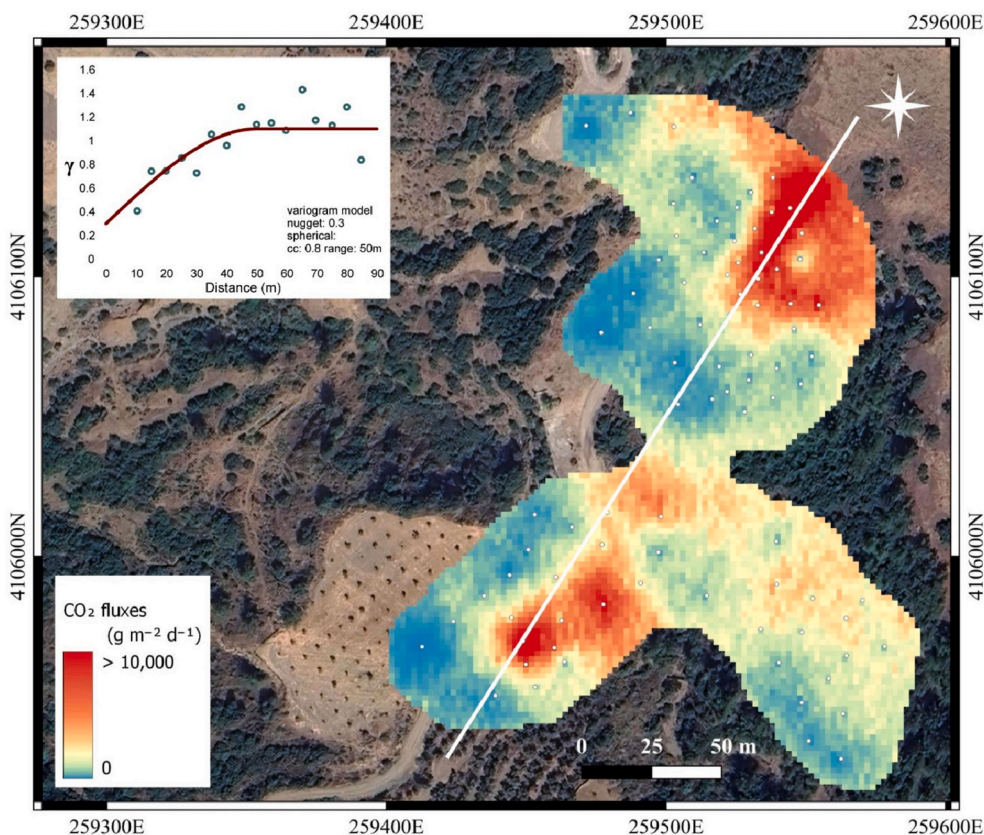 259300E 259400E 259500E 259600E
1.6
1.4
1.2
1
0.8
0.6
0.4
0.2
0
γ
variogram model
nugget: 0.3
spherical:
cc: 0.8 range: 50m
0 10 20 30 40 50 60 70 80 90
Distance (m)
4106100N
4106100N
4106000N
4106000N
CO₂ fluxes
(g m⁻² d⁻¹)
> 10,000
0
0 25 50 m
259300E 259400E 259500E 259600E